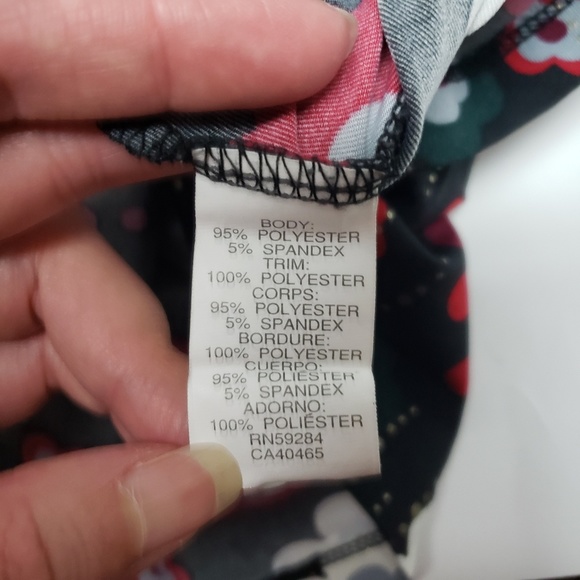 BODY:
95% POLYESTER
5% SPANDEX
TRIM:
100% POLYESTER
CORPS:
95% POLYESTER
5% SPANDEX
BORDURE:
100% POLYESTER
CUERPO:
95% POLIESTER
5% SPANDEX
ADORNO:
100% POLIÉSTER
RN59284
CA40465